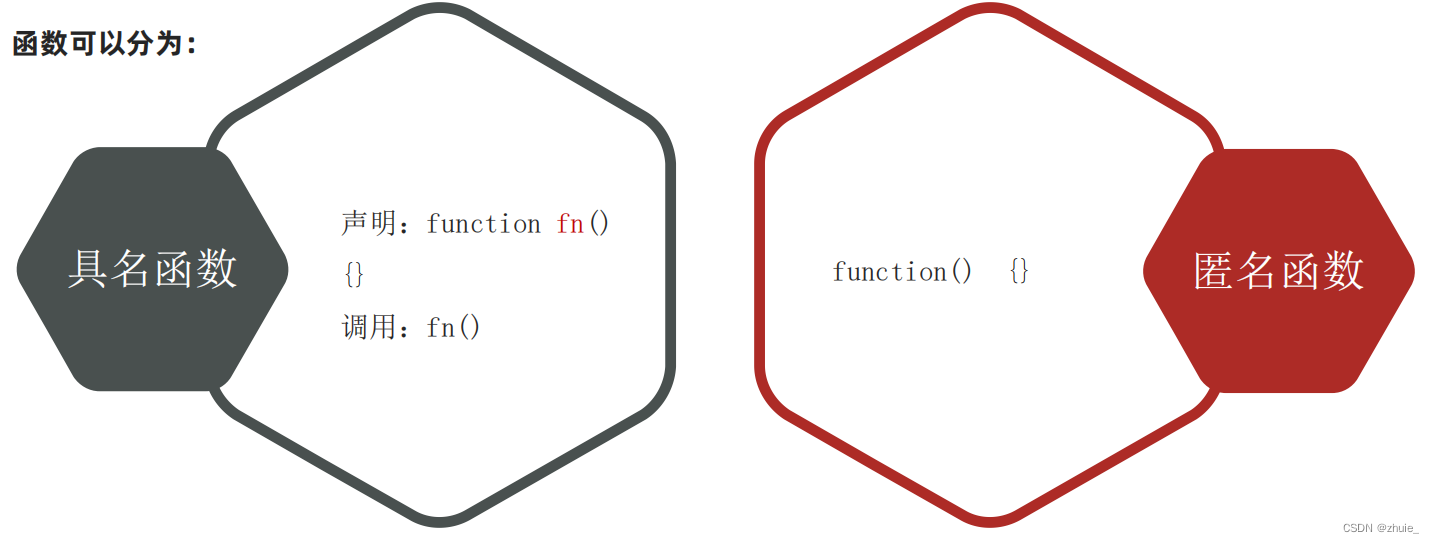 函数可以分为：
具名函数
声明：function fn()
{}
调用：fn()
function() {}
匿名函数
CSDN @zhuie_